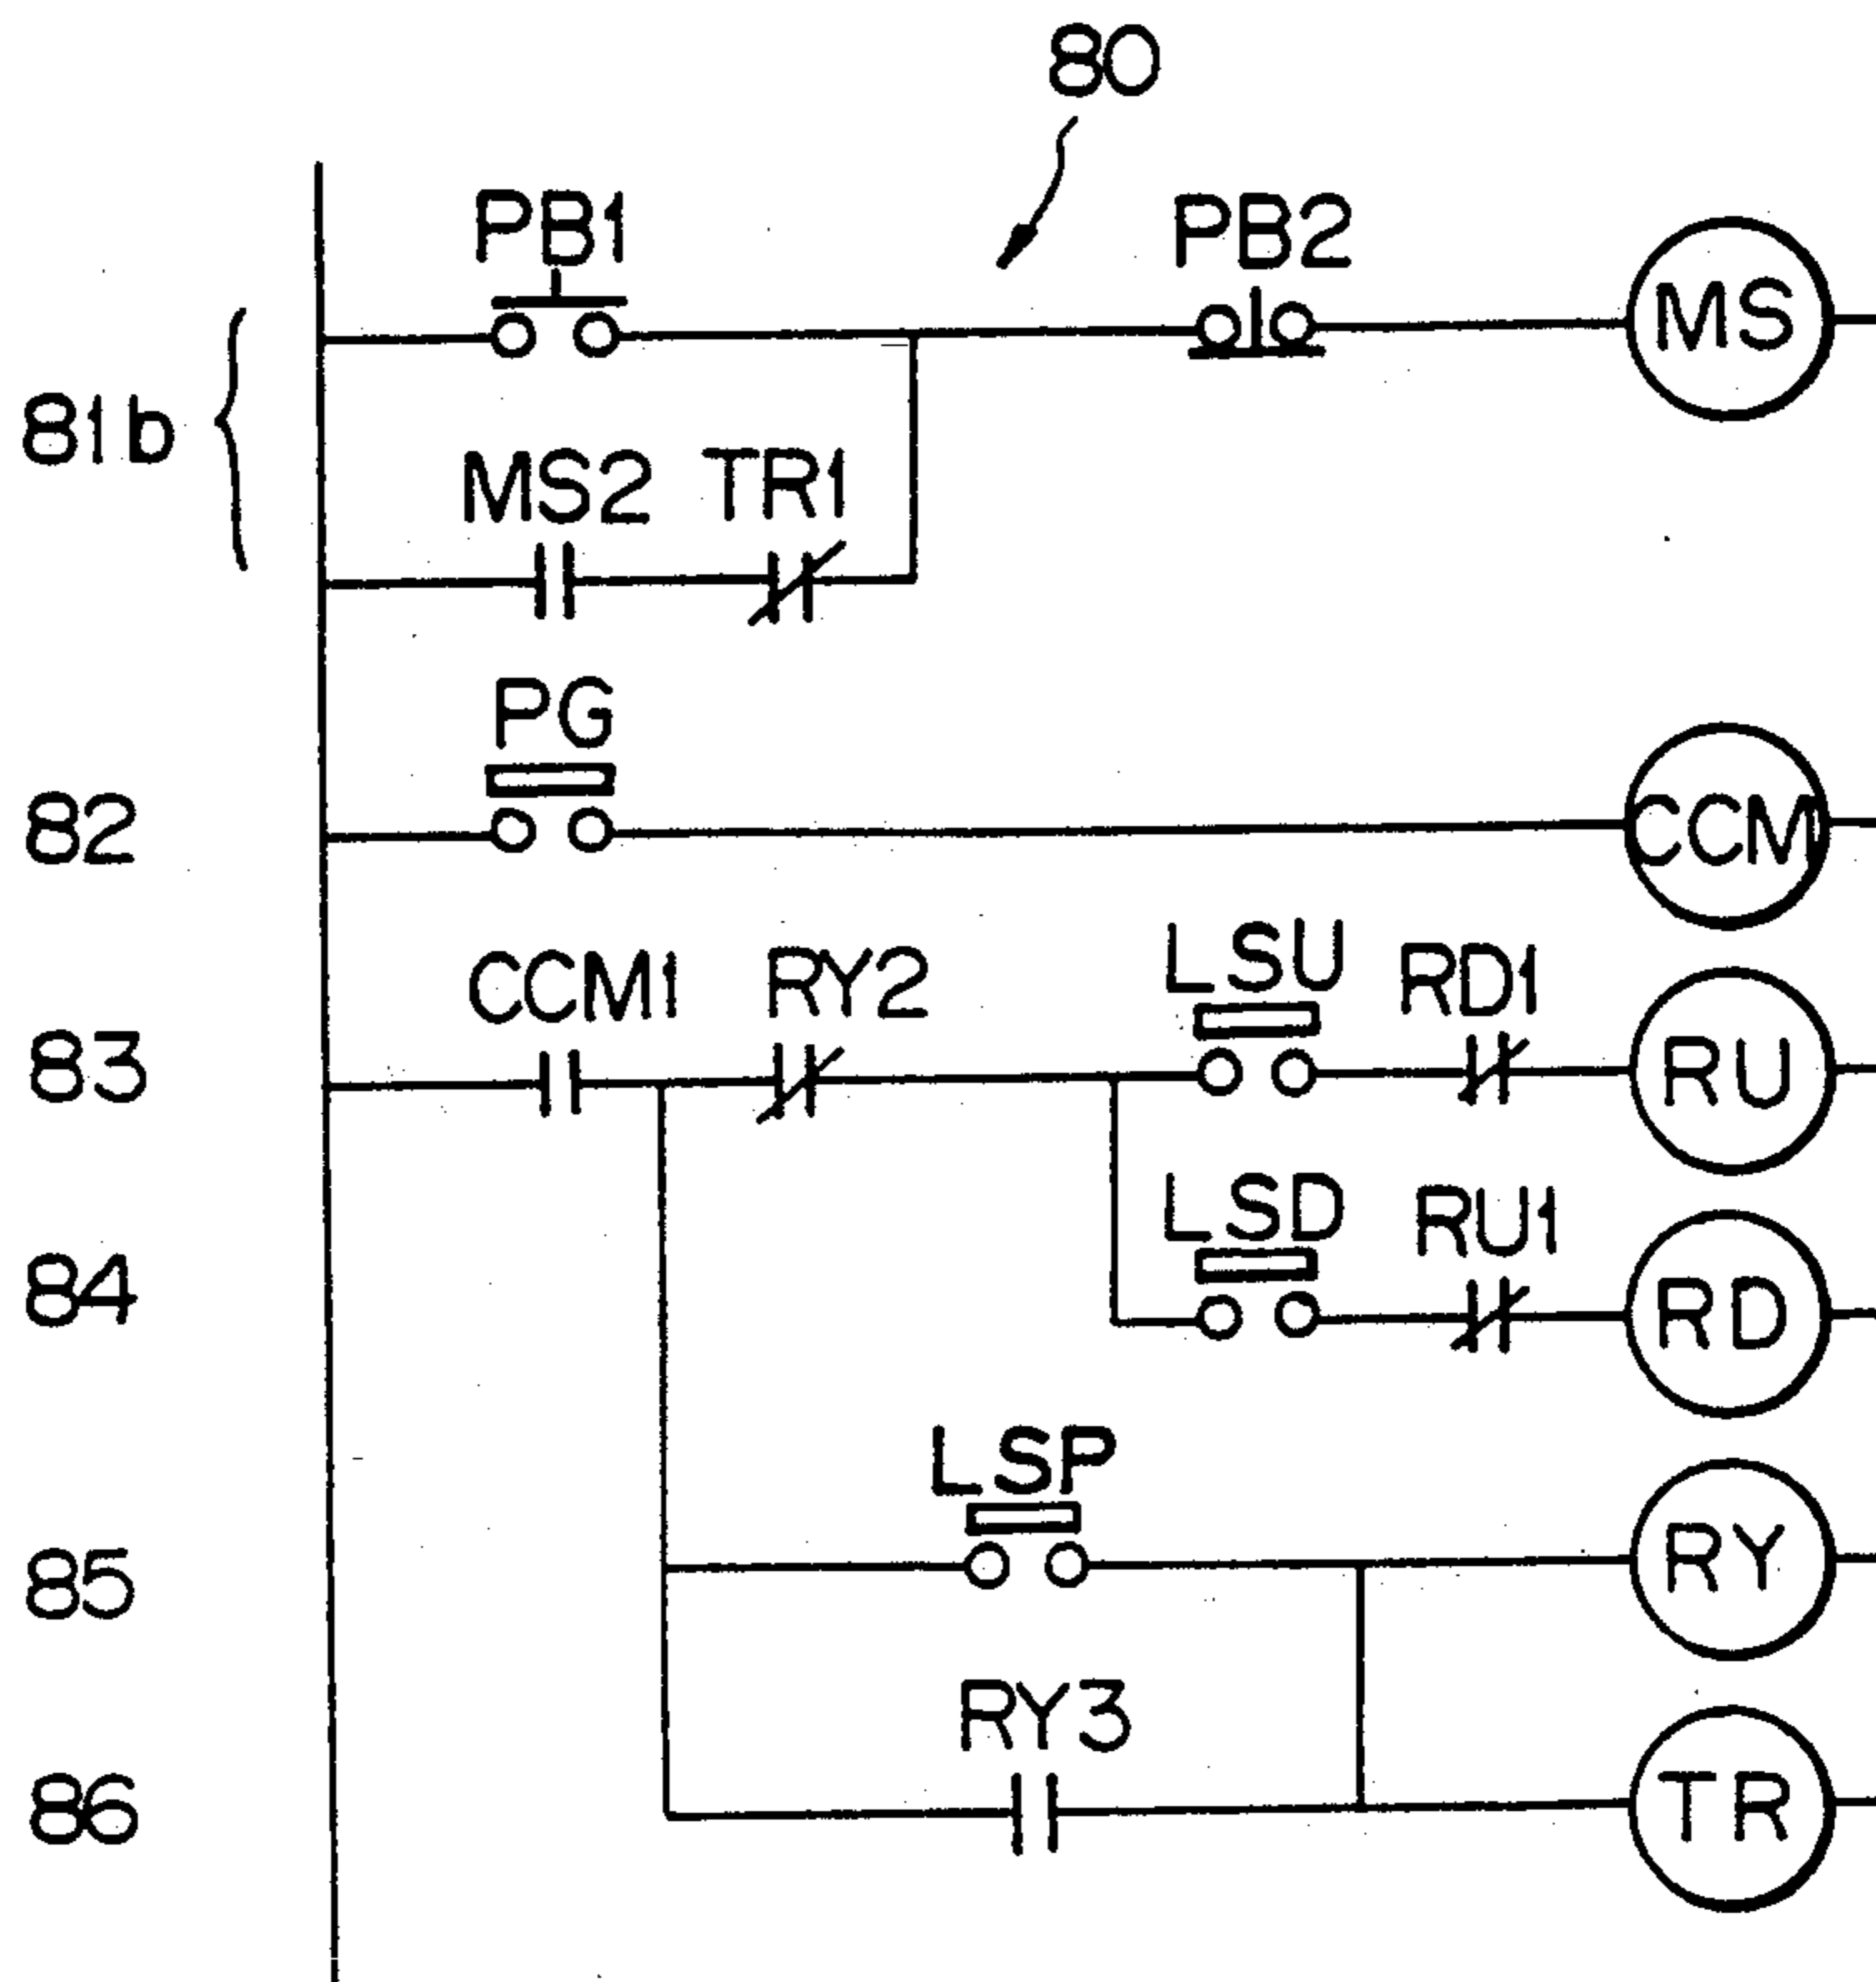 80
PB1 PB2
MS
81b
MS2 TR1
PG
82 CCM
CCM1 RY2 LSU RD1
83 RU
LSD RU1
84 RD
LSP
85 RY
RY3
86 TR